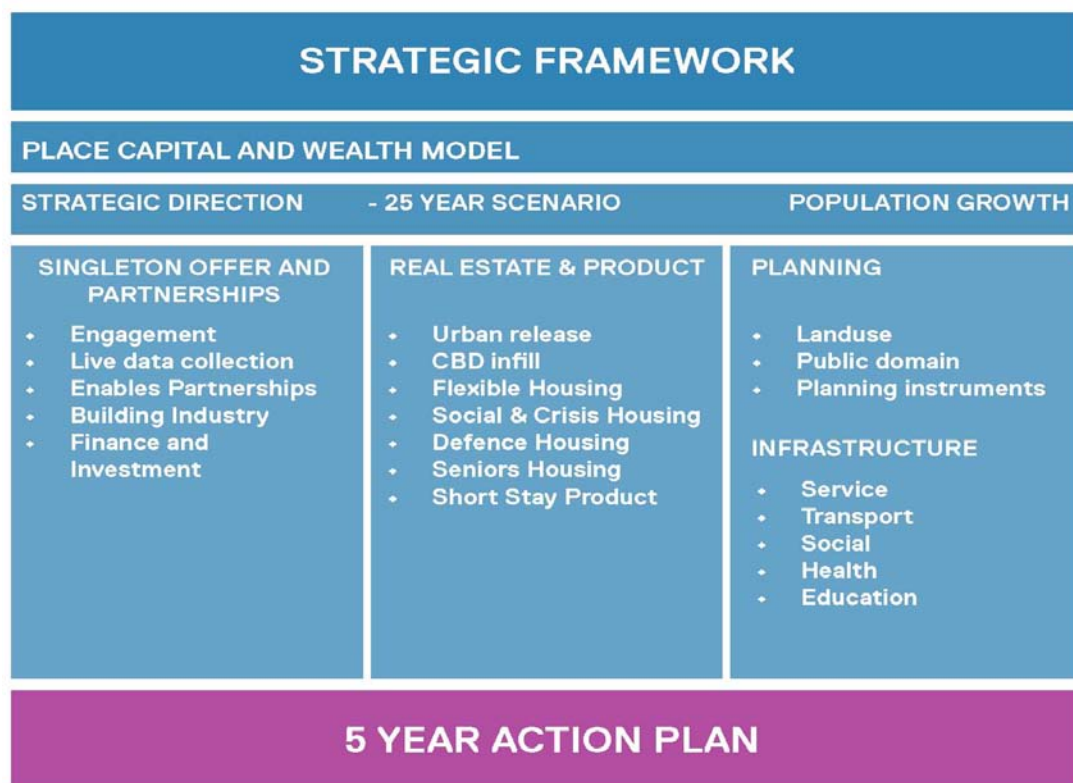 STRATEGIC FRAMEWORK
PLACE CAPITAL AND WEALTH MODEL
STRATEGIC DIRECTION - 25 YEAR SCENARIO POPULATION GROWTH
SINGLETON OFFER AND
PARTNERSHIPS
Engagement
Live data collection
Enables Partnerships
Building Industry
Finance and
Investment
REAL ESTATE & PRODUCT
Urban release
CBD infill
Flexible Housing
Social & Crisis Housing
Defence Housing
Seniors Housing
Short Stay Product
PLANNING
Landuse
Public domain
Planning instruments
INFRASTRUCTURE
Service
Transport
Social
Health
Education
5 YEAR ACTION PLAN